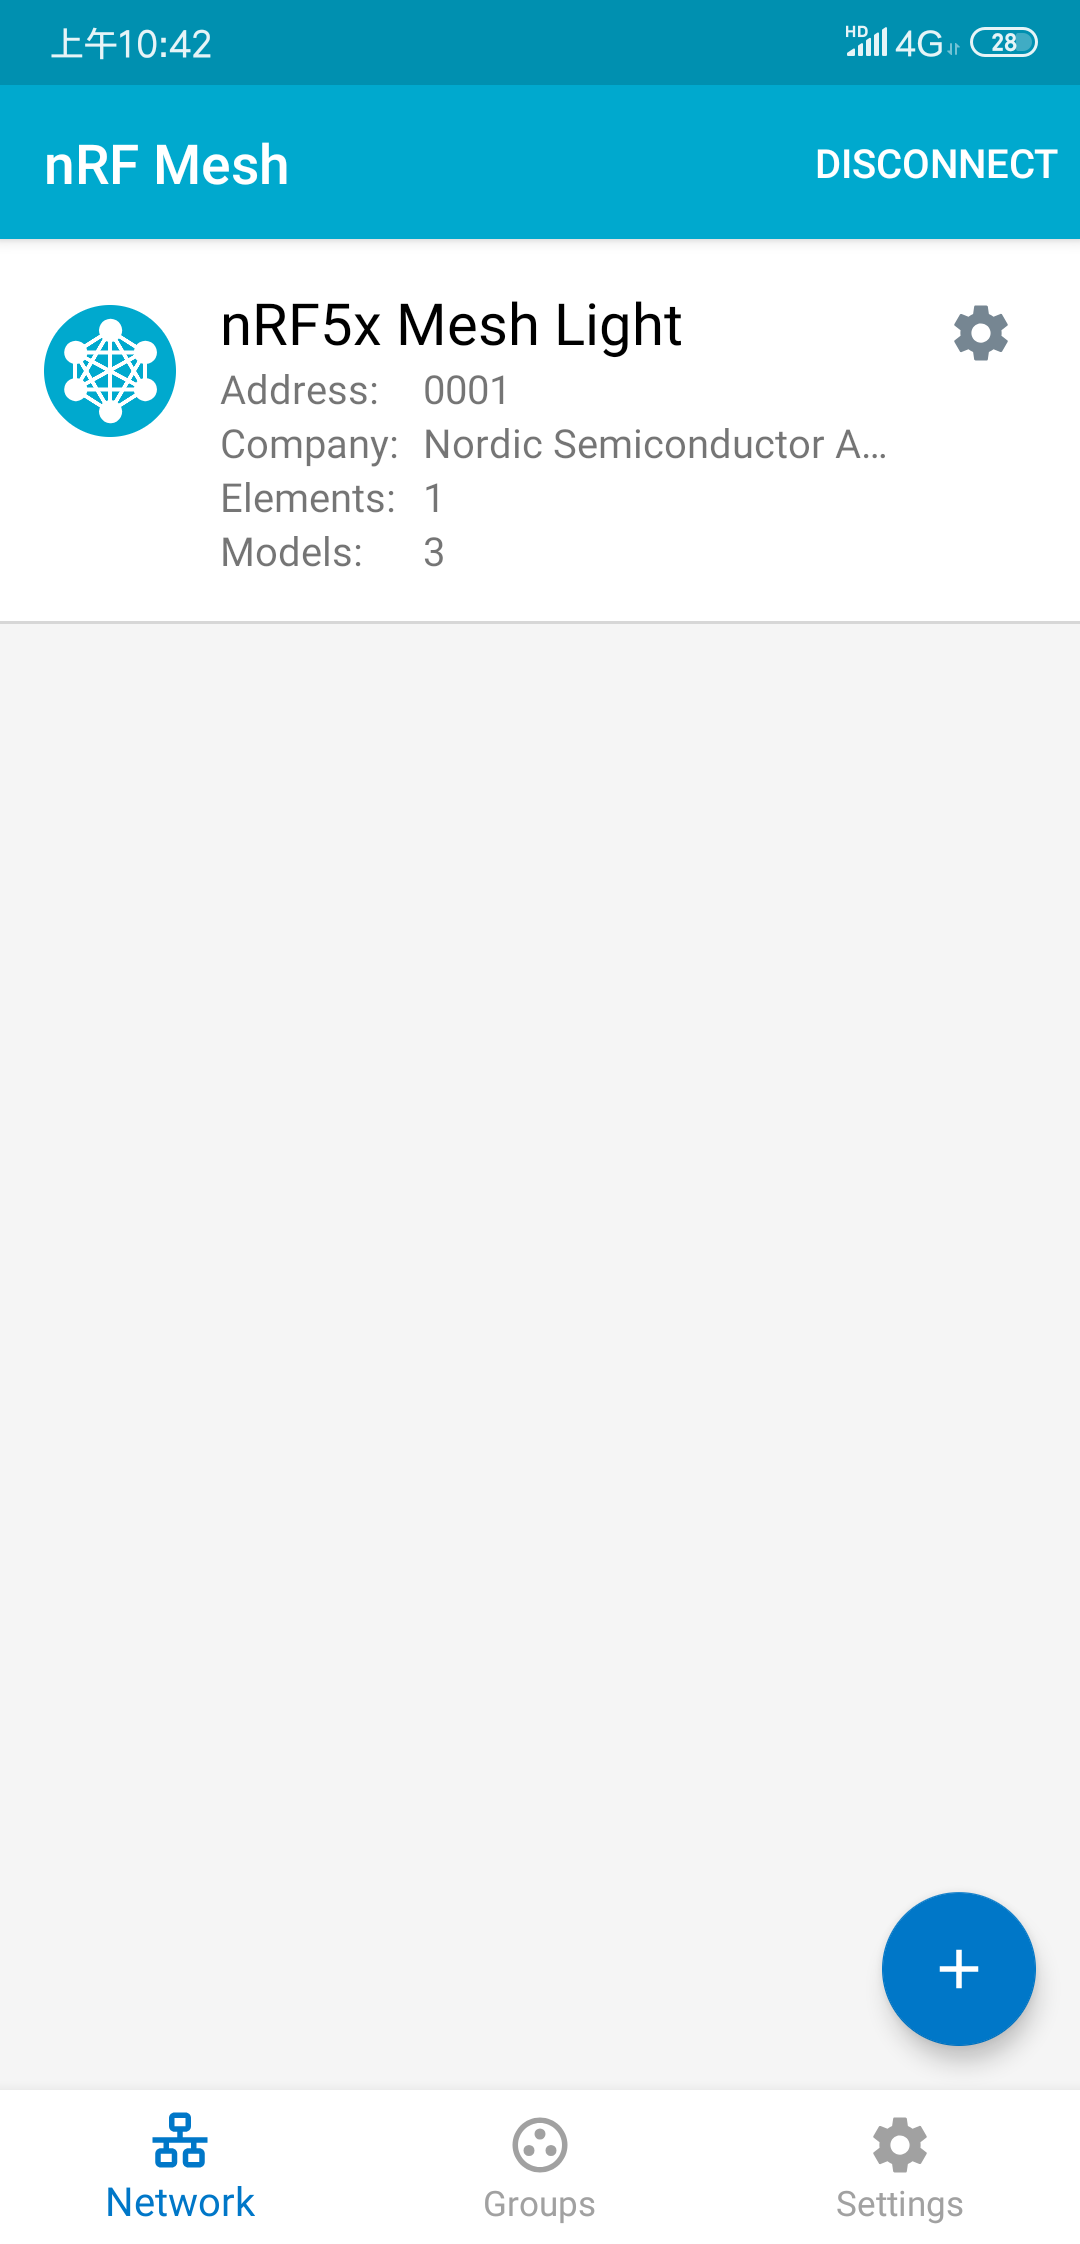 上午10:42
HD 4G 28
nRF Mesh
DISCONNECT
nRF5x Mesh Light
Address: 0001
Company: Nordic Semiconductor A...
Elements: 1
Models: 3
Network
Groups
Settings